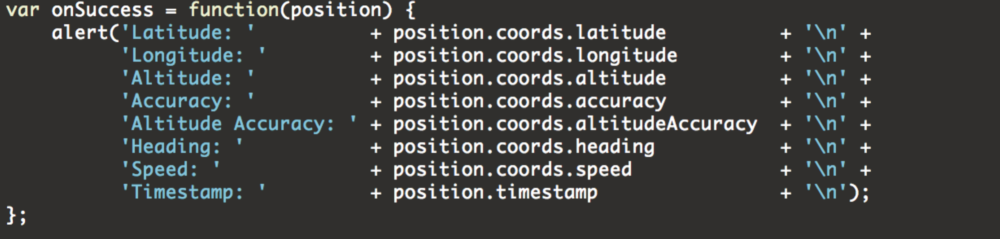 var onSuccess = function(position) {
    alert('Latitude: '          + position.coords.latitude          + '\n' +
          'Longitude: '         + position.coords.longitude         + '\n' +
          'Altitude: '          + position.coords.altitude          + '\n' +
          'Accuracy: '          + position.coords.accuracy          + '\n' +
          'Altitude Accuracy: ' + position.coords.altitudeAccuracy  + '\n' +
          'Heading: '           + position.coords.heading           + '\n' +
          'Speed: '             + position.coords.speed             + '\n' +
          'Timestamp: '         + position.timestamp                + '\n');
};